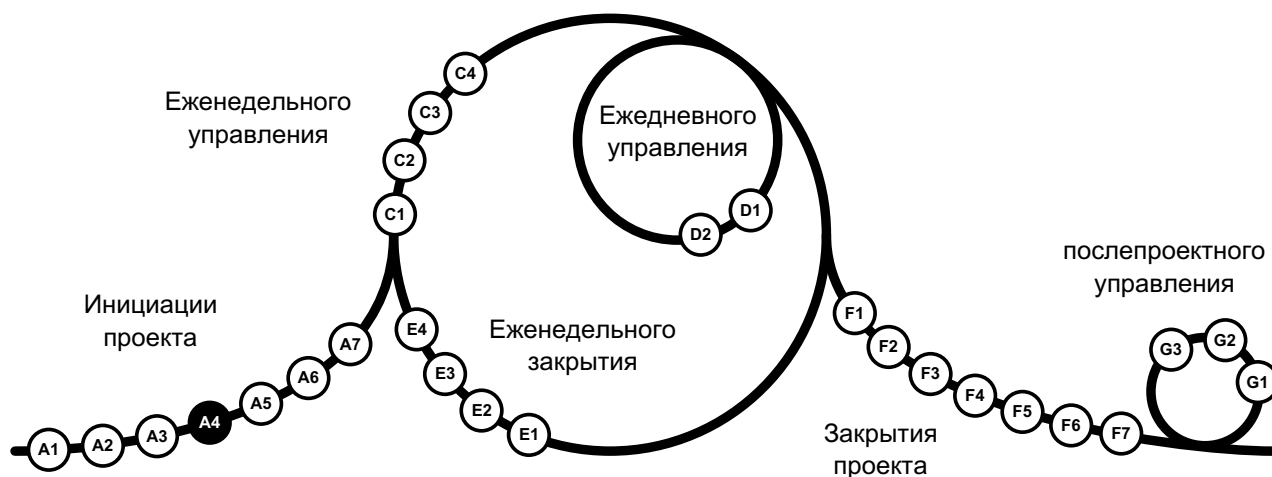 Еженедельного
управления
C4
C3
C2
C1
Ежедневного
управления
D1
D2
Инициации
проекта
A1
A2
A3
A4
A5
A6
A7
Еженедельного
закрытия
E4
E3
E2
E1
F1
F2
F3
F4
F5
F6
F7
Закрытия
проекта
послепроектного
управления
G3
G2
G1